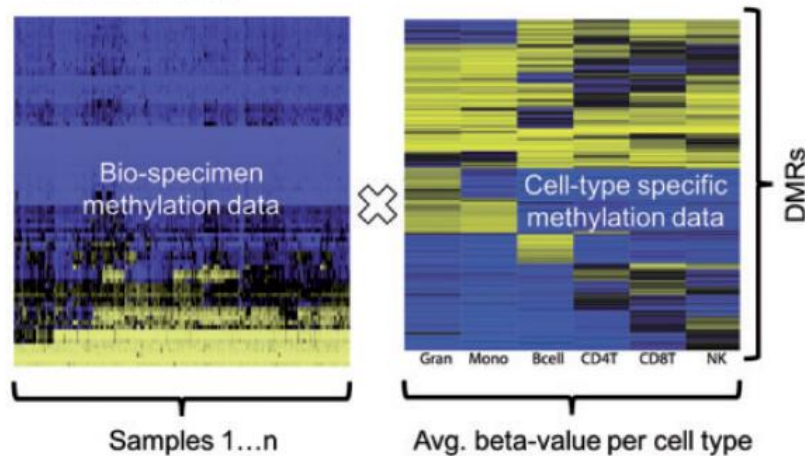 Bio-specimen
methylation data
Cell-type specific
methylation data
DMRs
Gran Mono Bcell CD4T CD8T NK
Samples 1...n
Avg. beta-value per cell type